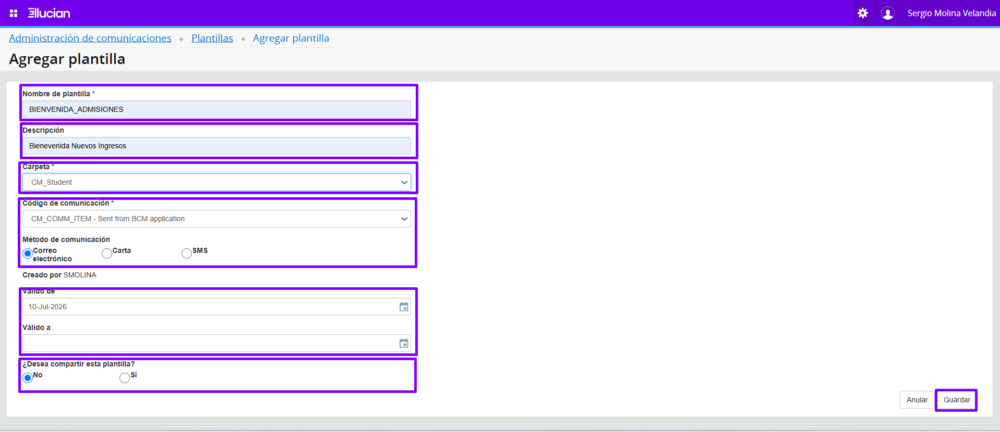 ellucian
Sergio Molina Velandia
Administración de comunicaciones • Plantillas • Agregar plantilla
Agregar plantilla
Nombre de plantilla *
BIENVENIDA_ADMISIONES
Descripción
Bienevenida Nuevos Ingresos
Carpeta *
CM_Student
Código de comunicación *
CM_COMM_ITEM - Sent from BCM application
Método de comunicación
Correo electrónico
Carta
SMS
Creado por SMOLINA
Válido de
10-Jul-2026
Válido a
¿Desea compartir esta plantilla?
No
Sí
Anular
Guardar